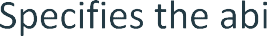 Specifies the abi